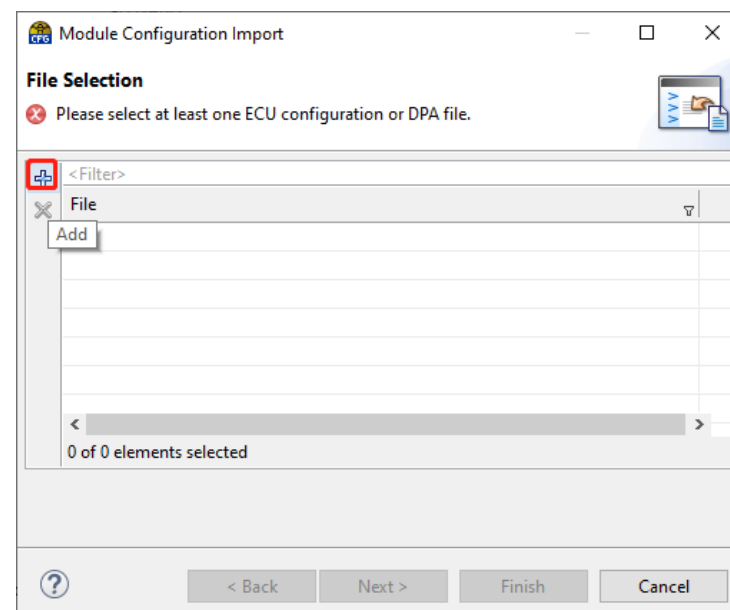 CFG Module Configuration Import
File Selection
Please select at least one ECU configuration or DPA file.
<Filter>
File
Add
0 of 0 elements selected
< Back Next > Finish Cancel